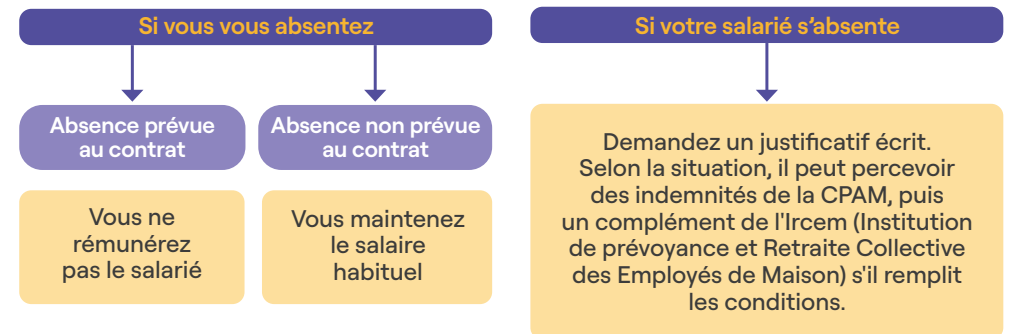 Si vous vous absentez
Absence prévue
au contrat
Vous ne
rémunérez
pas le salarié
Absence non prévue
au contrat
Vous maintenez
le salaire
habituel
Si votre salarié s’absente
Demandez un justificatif écrit.
Selon la situation, il peut percevoir
des indemnités de la CPAM, puis
un complément de l'Ircem (Institution
de prévoyance et Retraite Collective
des Employés de Maison) s'il remplit
les conditions.